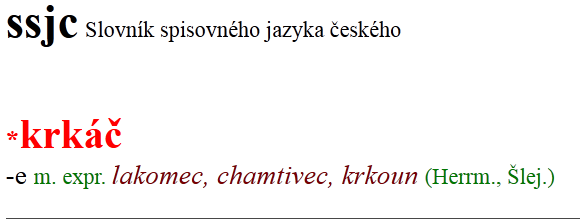 ssjc Slovník spisovného jazyka českého
*krkáč
-e m. expr. lakomec, chamtivec, krkoun (Herrm., Šlej.)